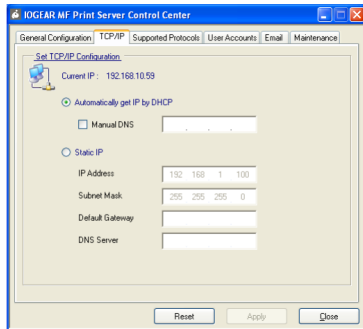 IOGEAR MF Print Server Control Center
General Configuration TCP/IP Supported Protocols User Accounts Email Maintenance
Set TCP/IP Configuration
Current IP : 192.168.10.59
Automatically get IP by DHCP
Manual DNS . . .
Static IP
IP Address 192 168 1 100
Subnet Mask 255 255 255 0
Default Gateway
DNS Server
Reset Apply Close